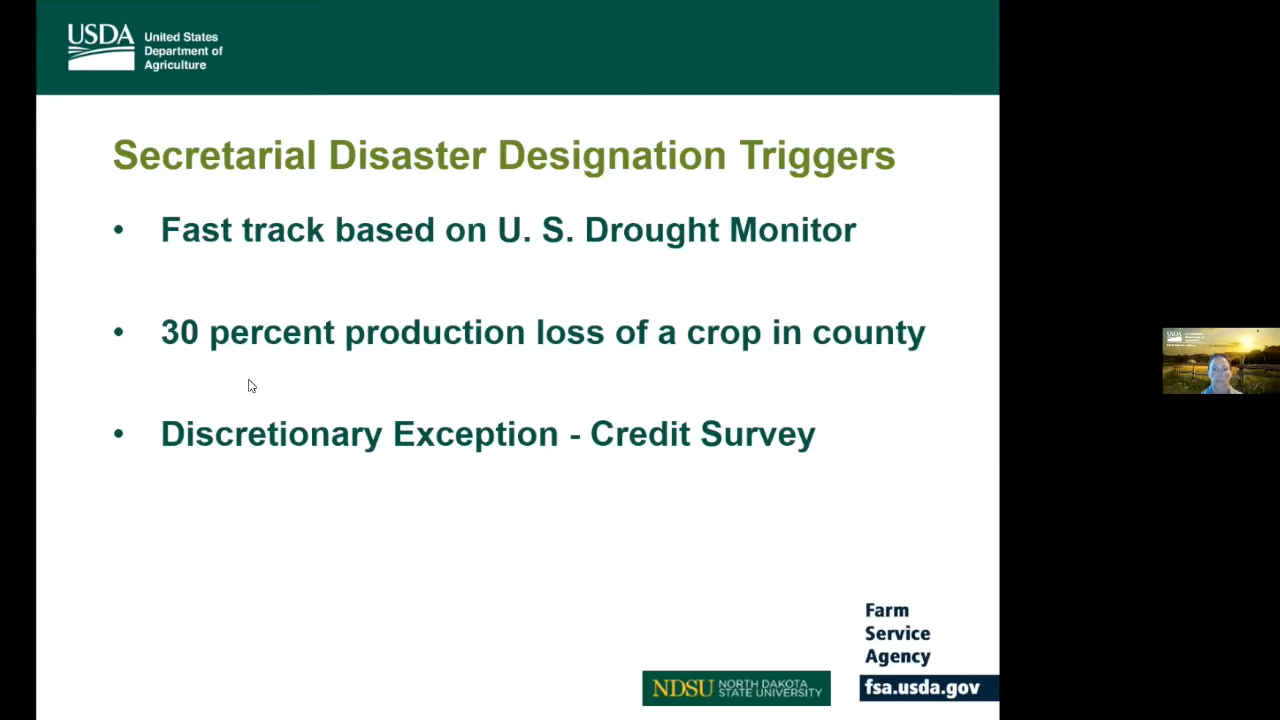 USDA
United States
Department of
Agriculture
Secretarial Disaster Designation Triggers
• Fast track based on U. S. Drought Monitor
• 30 percent production loss of a crop in county
• Discretionary Exception - Credit Survey
Farm
Service
Agency
fsa.usda.gov
NDSU NORTH DAKOTA
STATE UNIVERSITY
USDA